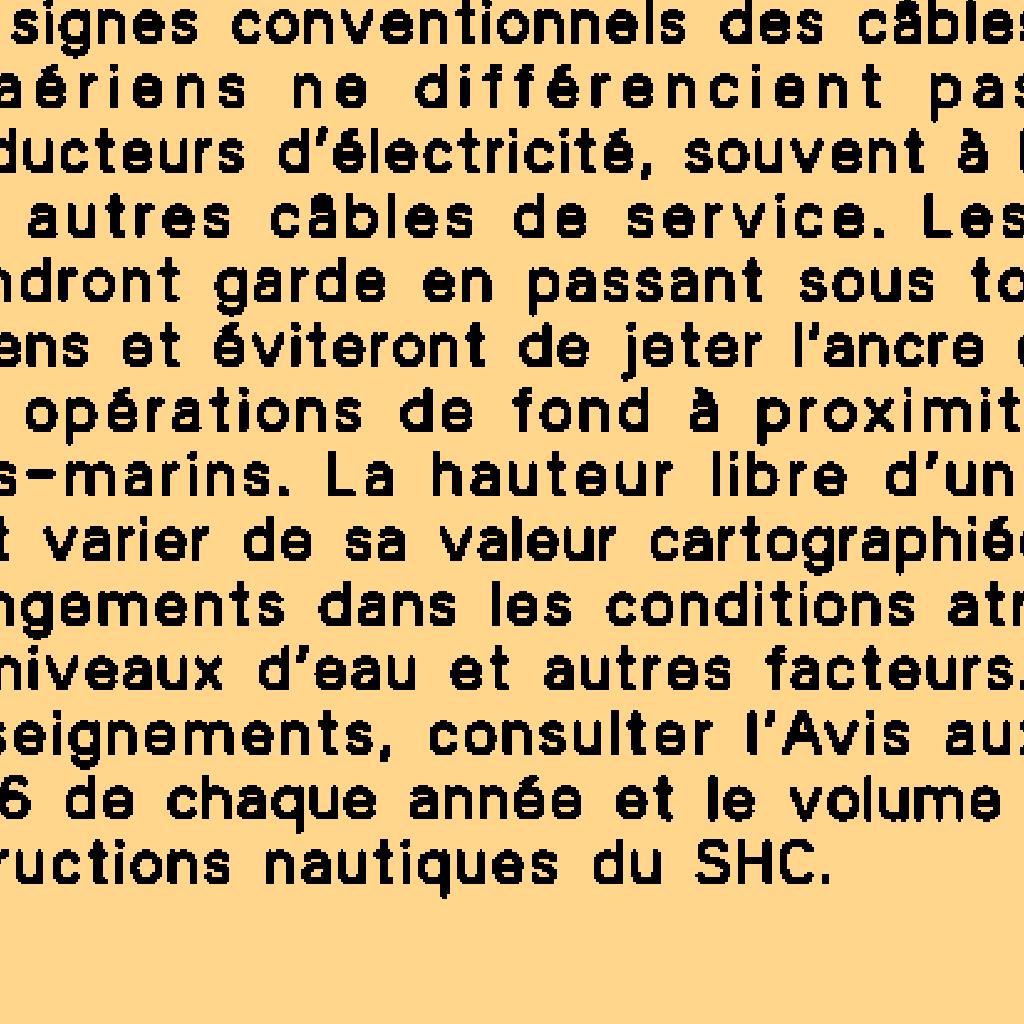 signes conventionnels des câbles
aériens ne différencient pas
ducteurs d'électricité, souvent à
autres câbles de service. Les
ndront garde en passant sous to
ens et éviteront de jeter l'ancre
opérations de fond à proximit
s-marins. La hauteur libre d'un
t varier de sa valeur cartographiée
ngements dans les conditions atm
niveaux d'eau et autres facteurs.
seignements, consulter l'Avis aux
6 de chaque année et le volume
ructions nautiques du SHC.